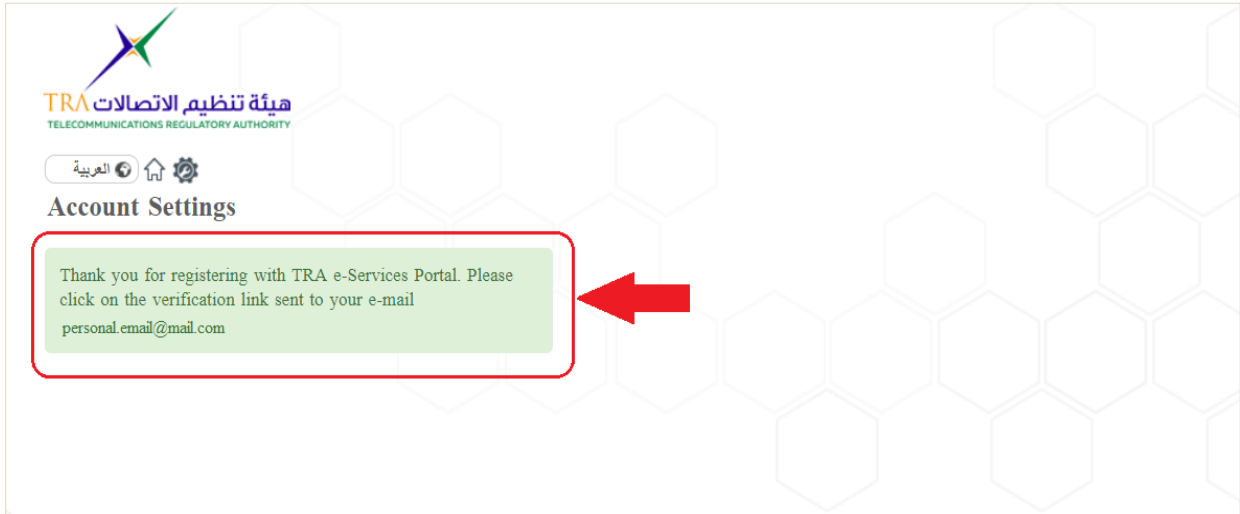 TRA هيئة تنظيم الاتصالات
TELECOMMUNICATIONS REGULATORY AUTHORITY
العربية
Account Settings
Thank you for registering with TRA e-Services Portal. Please
click on the verification link sent to your e-mail
personal.email@mail.com